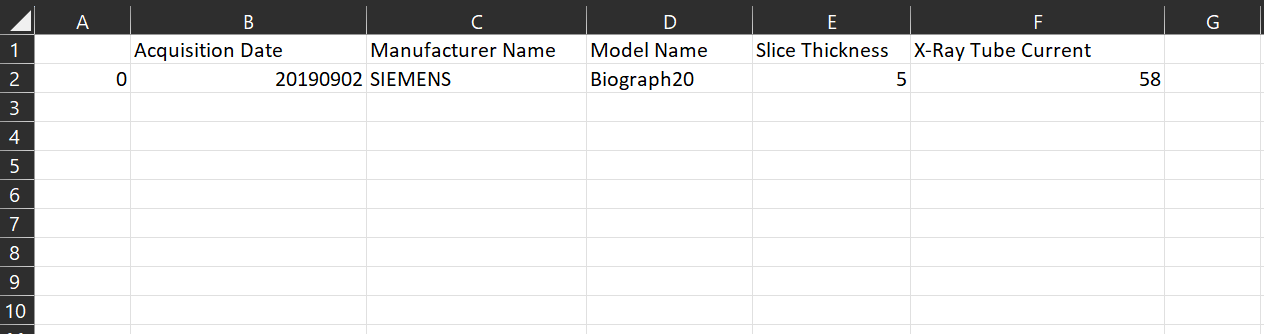 A B C D E F G
1 Acquisition Date Manufacturer Name Model Name Slice Thickness X-Ray Tube Current
2 0 20190902 SIEMENS Biograph20 5 58
3
4
5
6
7
8
9
10